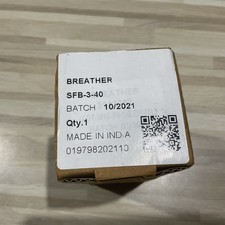 BREATHER
SFB-3-40
BATCH 10/2021
Qty.1
MADE IN INDIA
019798202110